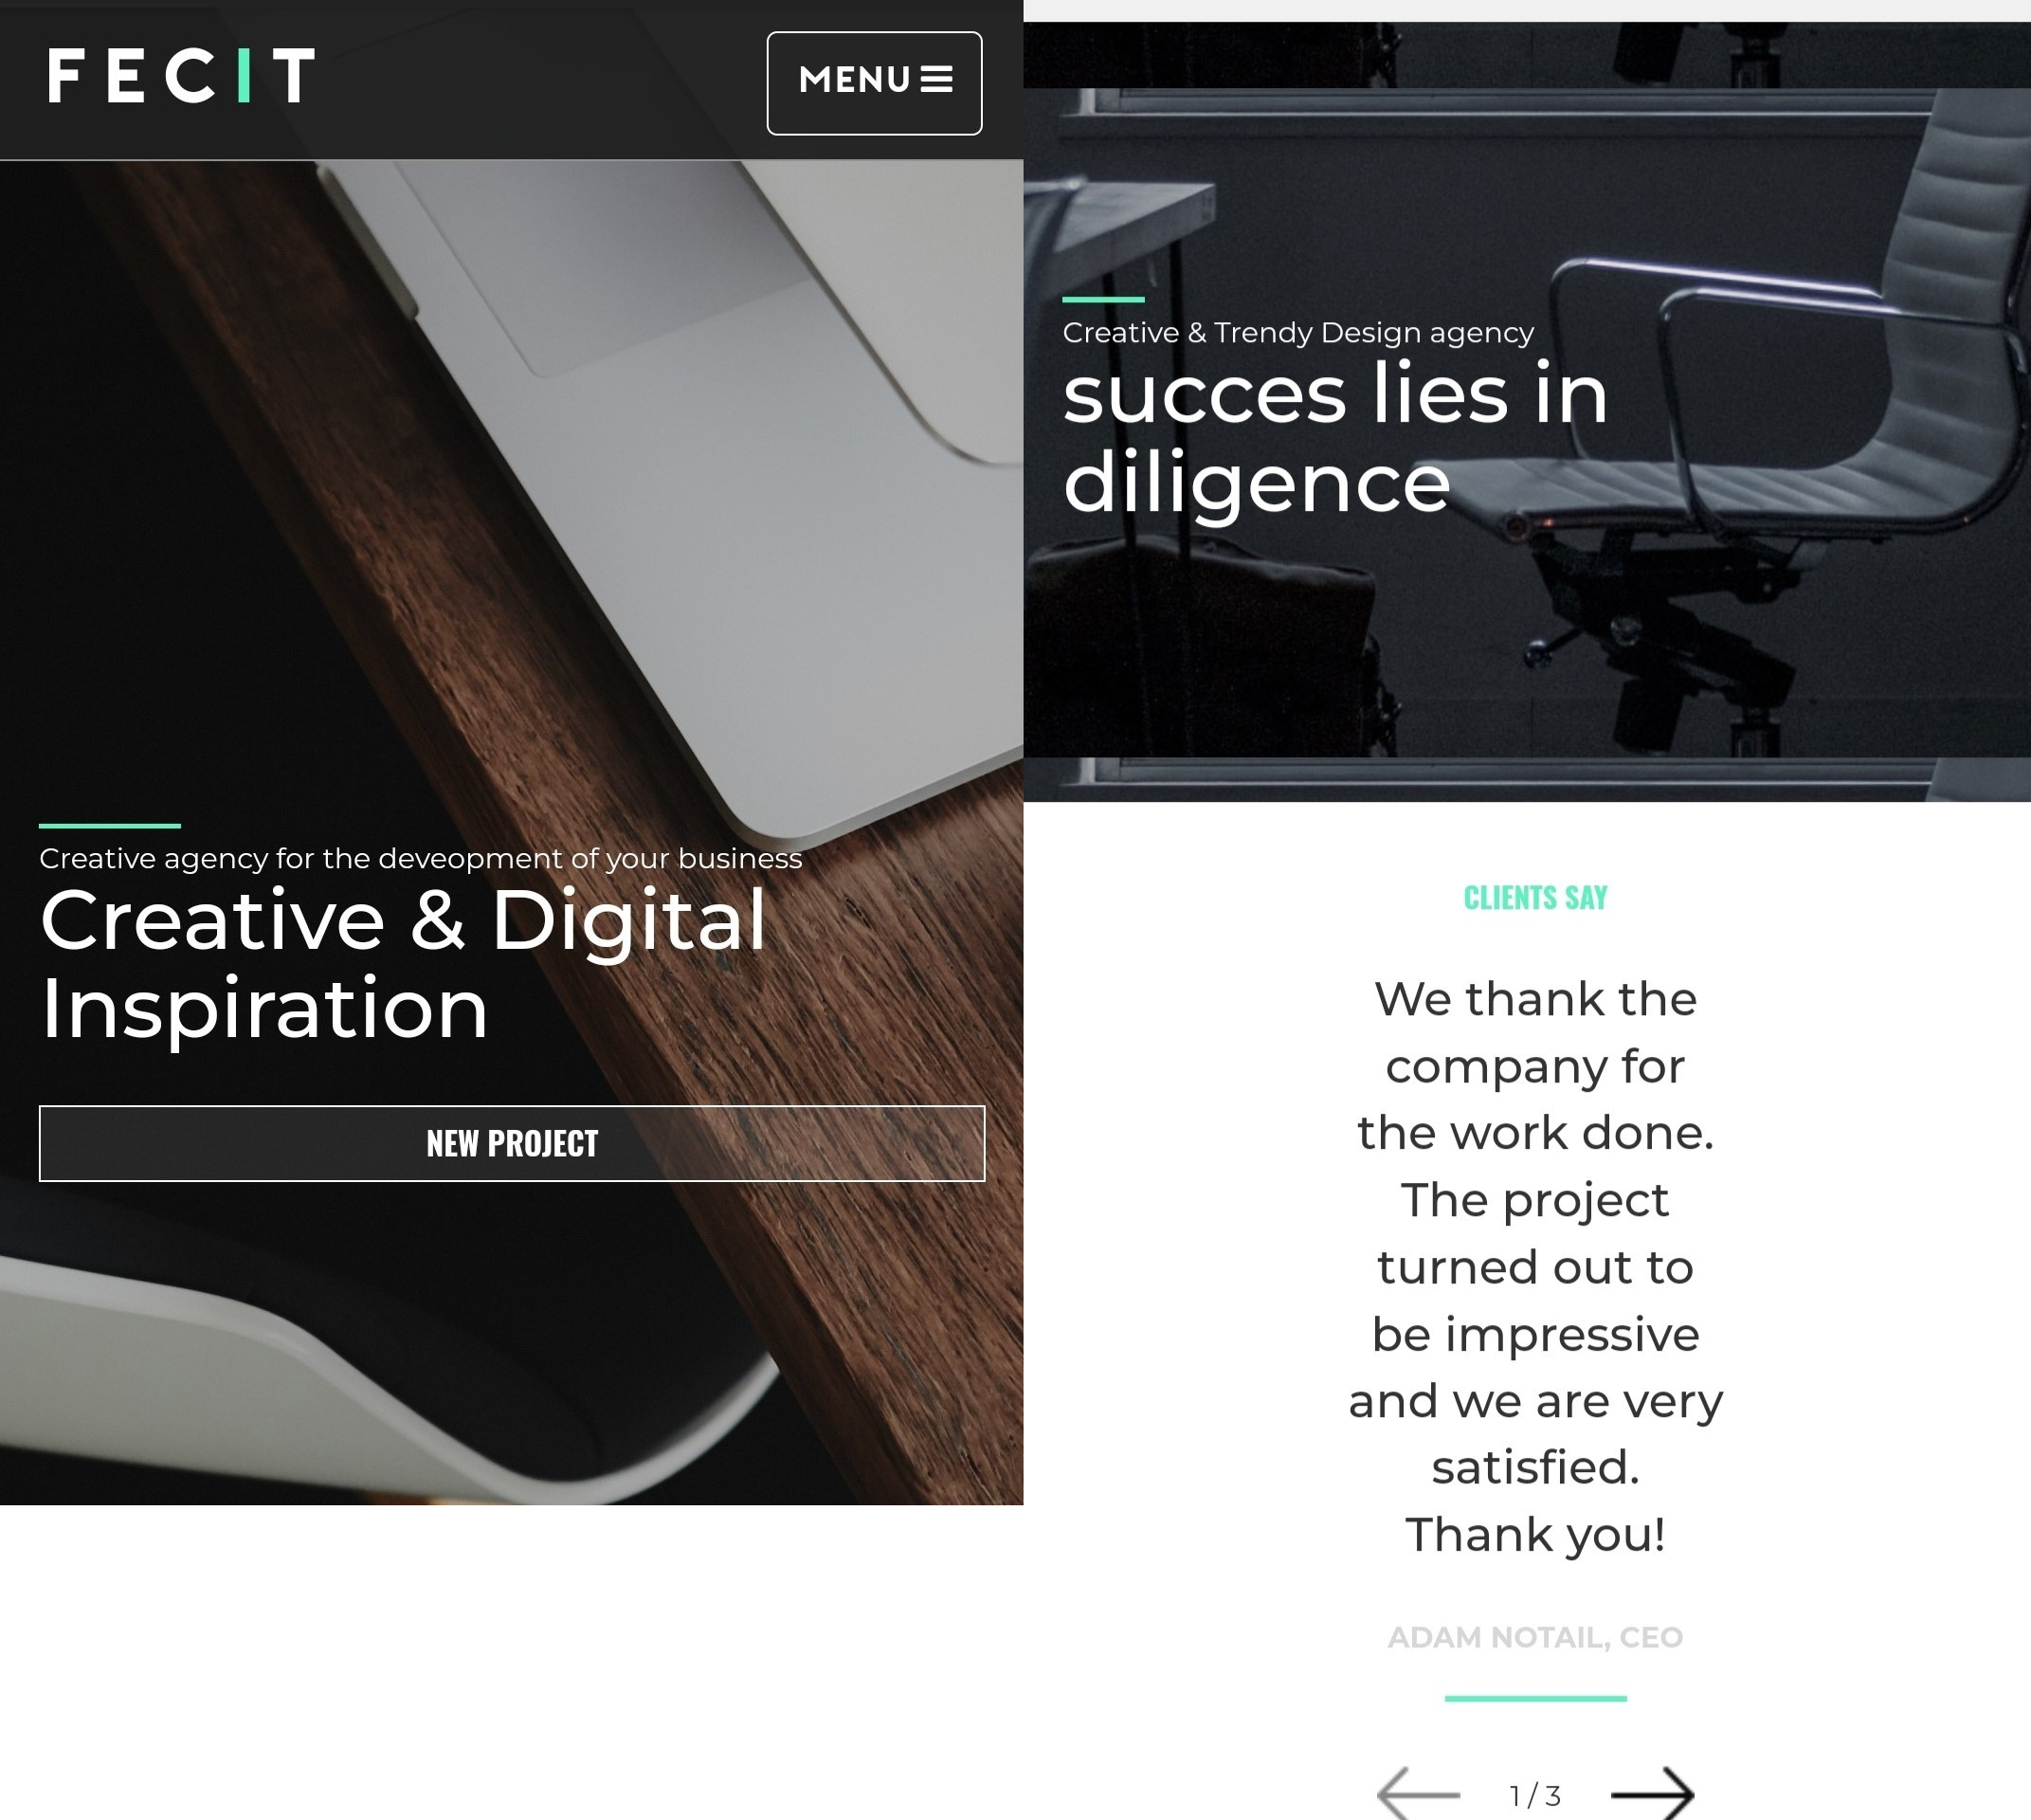 FECIT
MENU
Creative agency for the deveopment of your business
Creative & Digital
Inspiration
NEW PROJECT
Creative & Trendy Design agency
succes lies in
diligence
CLIENTS SAY
We thank the
company for
the work done.
The project
turned out to
be impressive
and we are very
satisfied.
Thank you!
ADAM NOTAIL, CEO
1 / 3